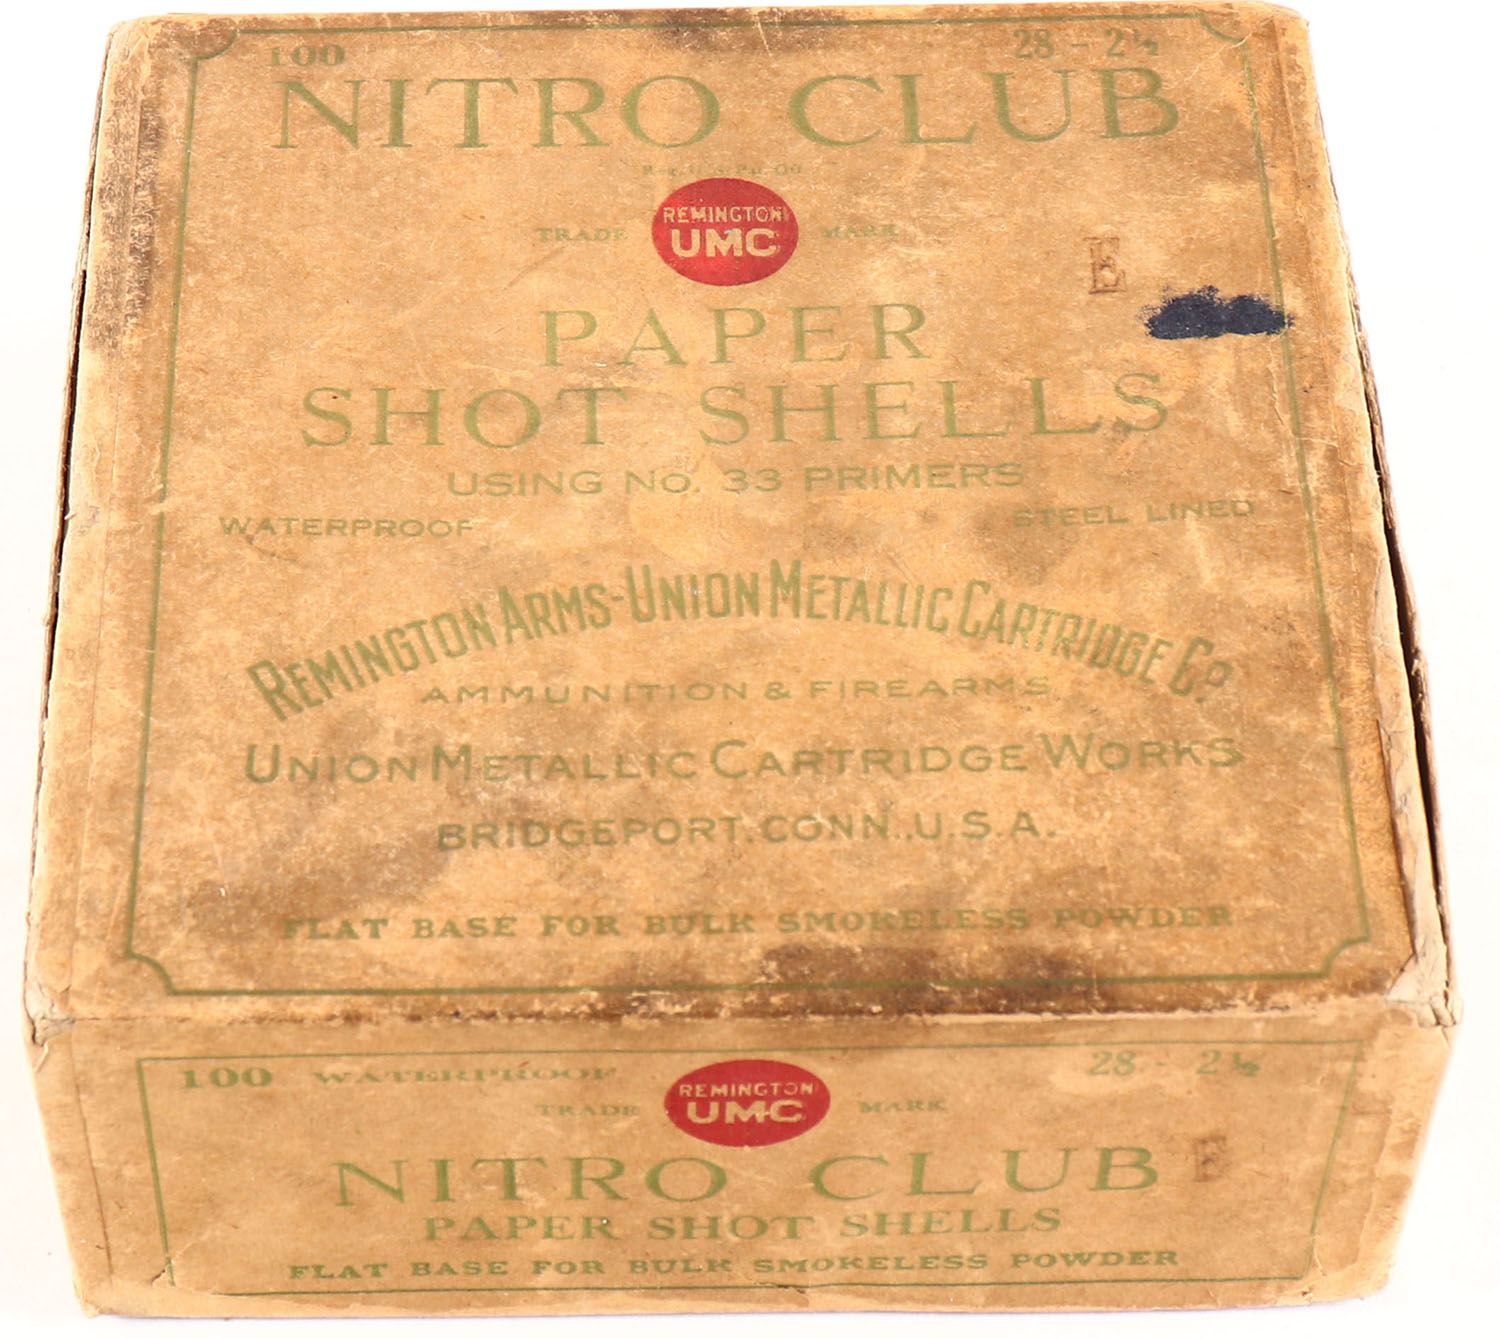 100 28 - 2½
NITRO CLUB
Reg. U.S. Pat. Off.
TRADE REMINGTON UMC MARK
E
PAPER
SHOT SHELLS
USING No. 33 PRIMERS
WATERPROOF STEEL LINED
REMINGTON ARMS-UNION METALLIC CARTRIDGE CO.
AMMUNITION & FIREARMS
UNION METALLIC CARTRIDGE WORKS
BRIDGEPORT. CONN., U.S.A.
FLAT BASE FOR BULK SMOKELESS POWDER
100 WATERPROOF 28 - 2½
TRADE REMINGTON UMC MARK
NITRO CLUB E
PAPER SHOT SHELLS
FLAT BASE FOR BULK SMOKELESS POWDER